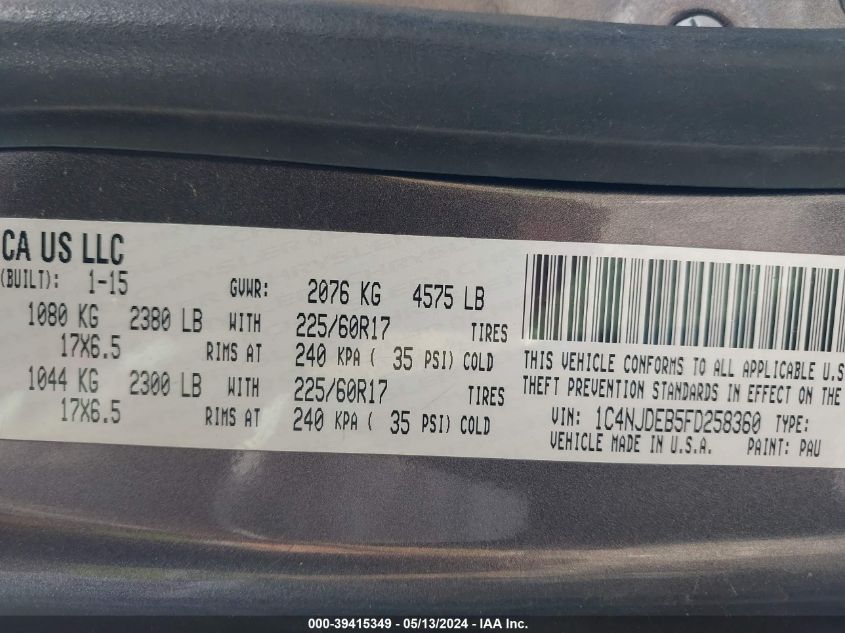 CA US LLC
(BUILT): 1-15 GVWR: 2076 KG 4575 LB
1080 KG 2380 LB WITH 225/60R17 TIRES
17X6.5 RIMS AT 240 KPA ( 35 PSI) COLD
1044 KG 2300 LB WITH 225/60R17 TIRES
17X6.5 RIMS AT 240 KPA ( 35 PSI) COLD
THIS VEHICLE CONFORMS TO ALL APPLICABLE U.S
THEFT PREVENTION STANDARDS IN EFFECT ON THE
VIN: 1C4NJDEB5FD258360 TYPE:
VEHICLE MADE IN U.S.A. PAINT: PAU
000-39415349 - 05/13/2024 - IAA Inc.